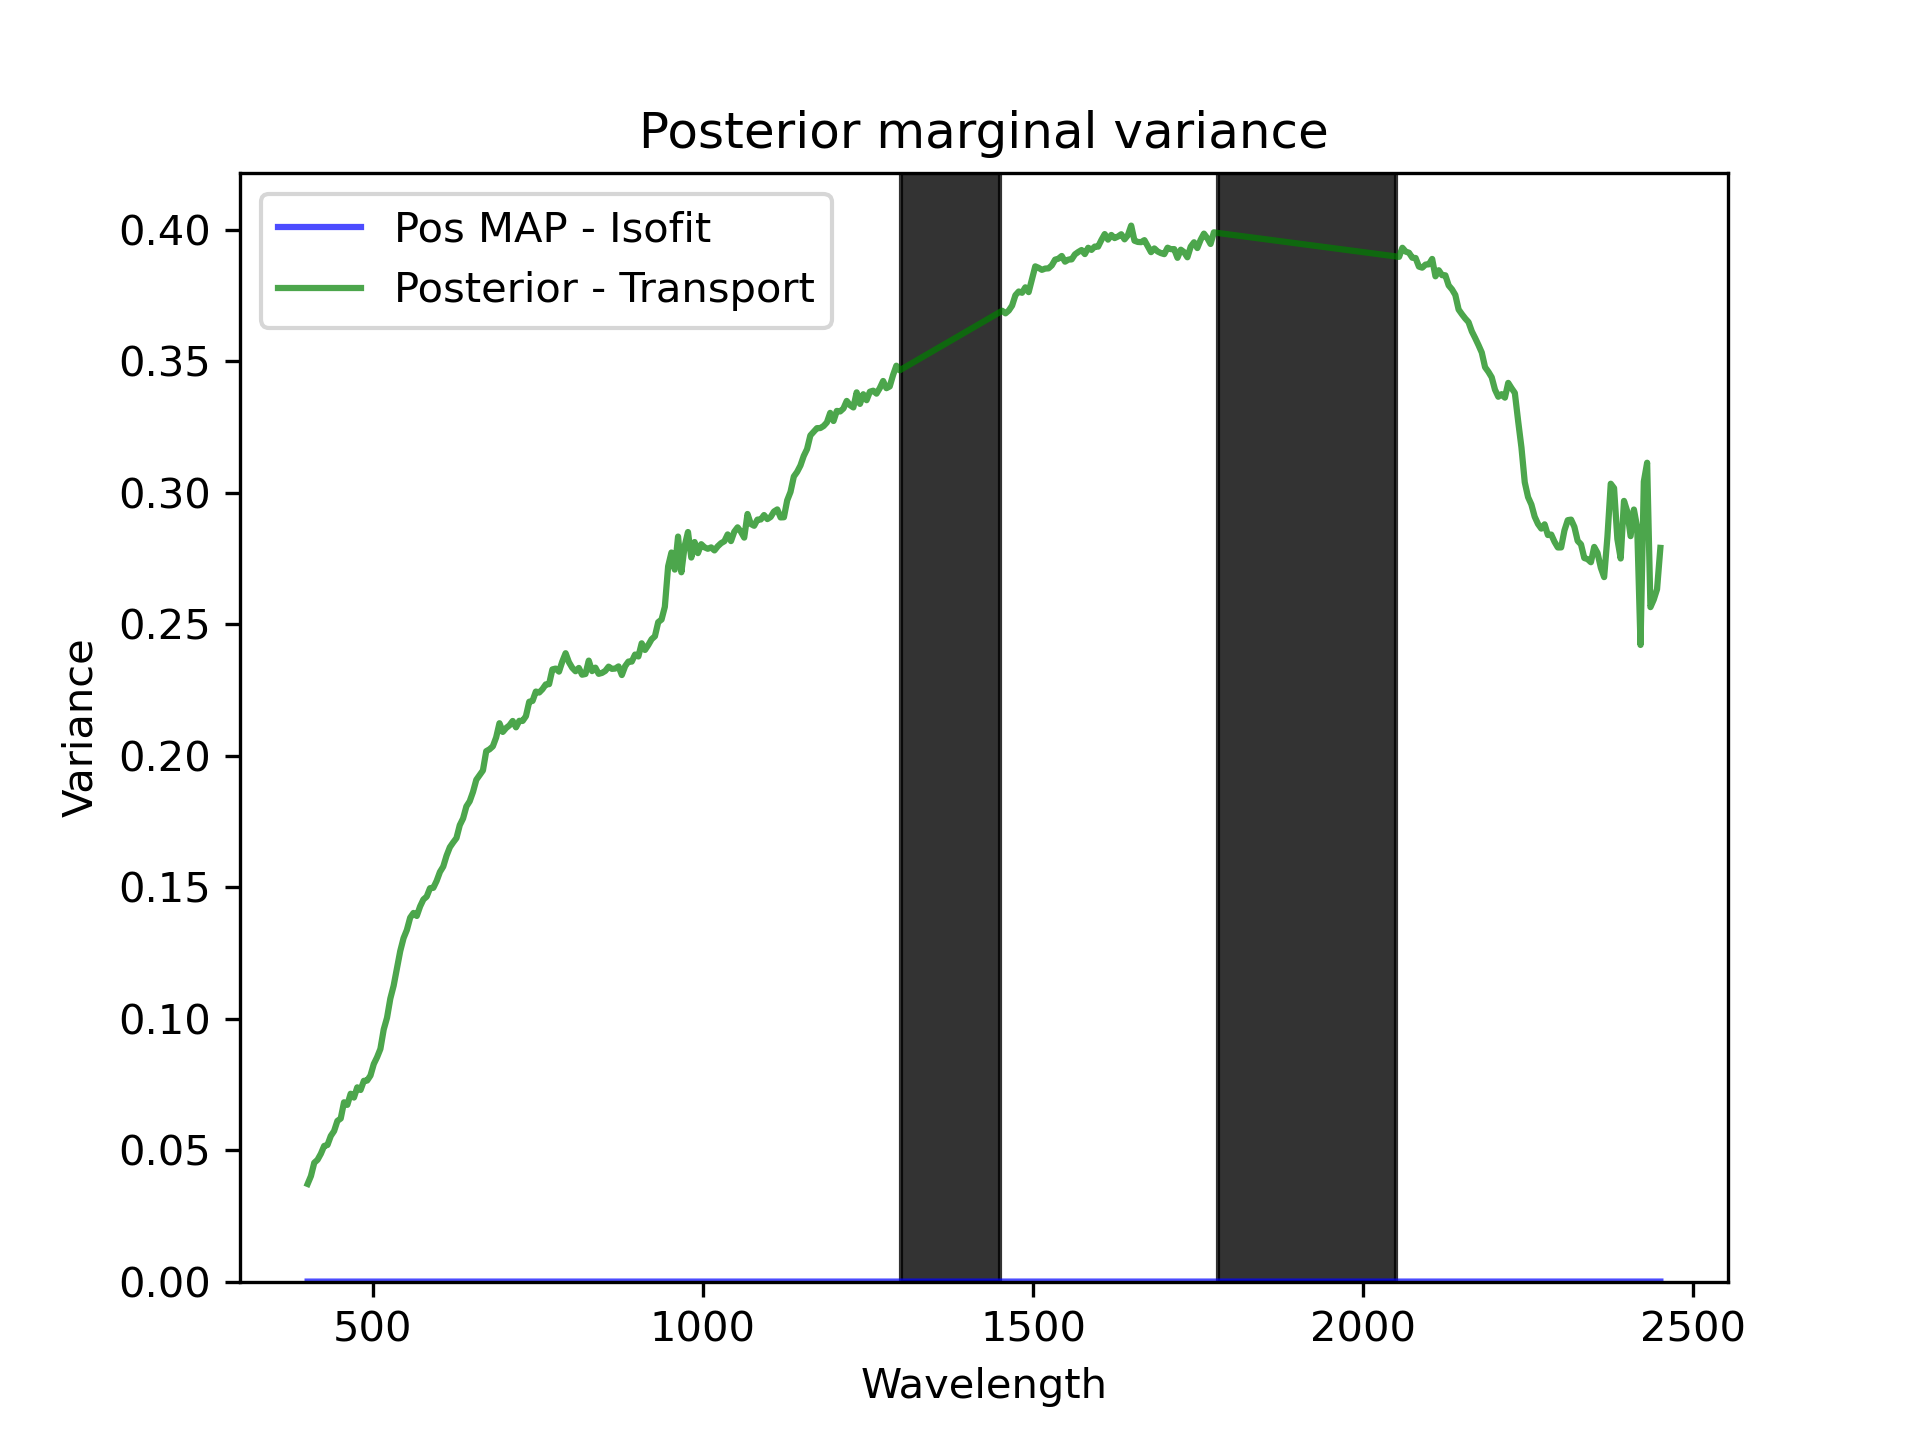 Posterior marginal variance
Pos MAP - Isofit
Posterior - Transport
0.40
0.35
0.30
0.25
0.20
0.15
0.10
0.05
0.00
Variance
500 1000 1500 2000 2500
Wavelength